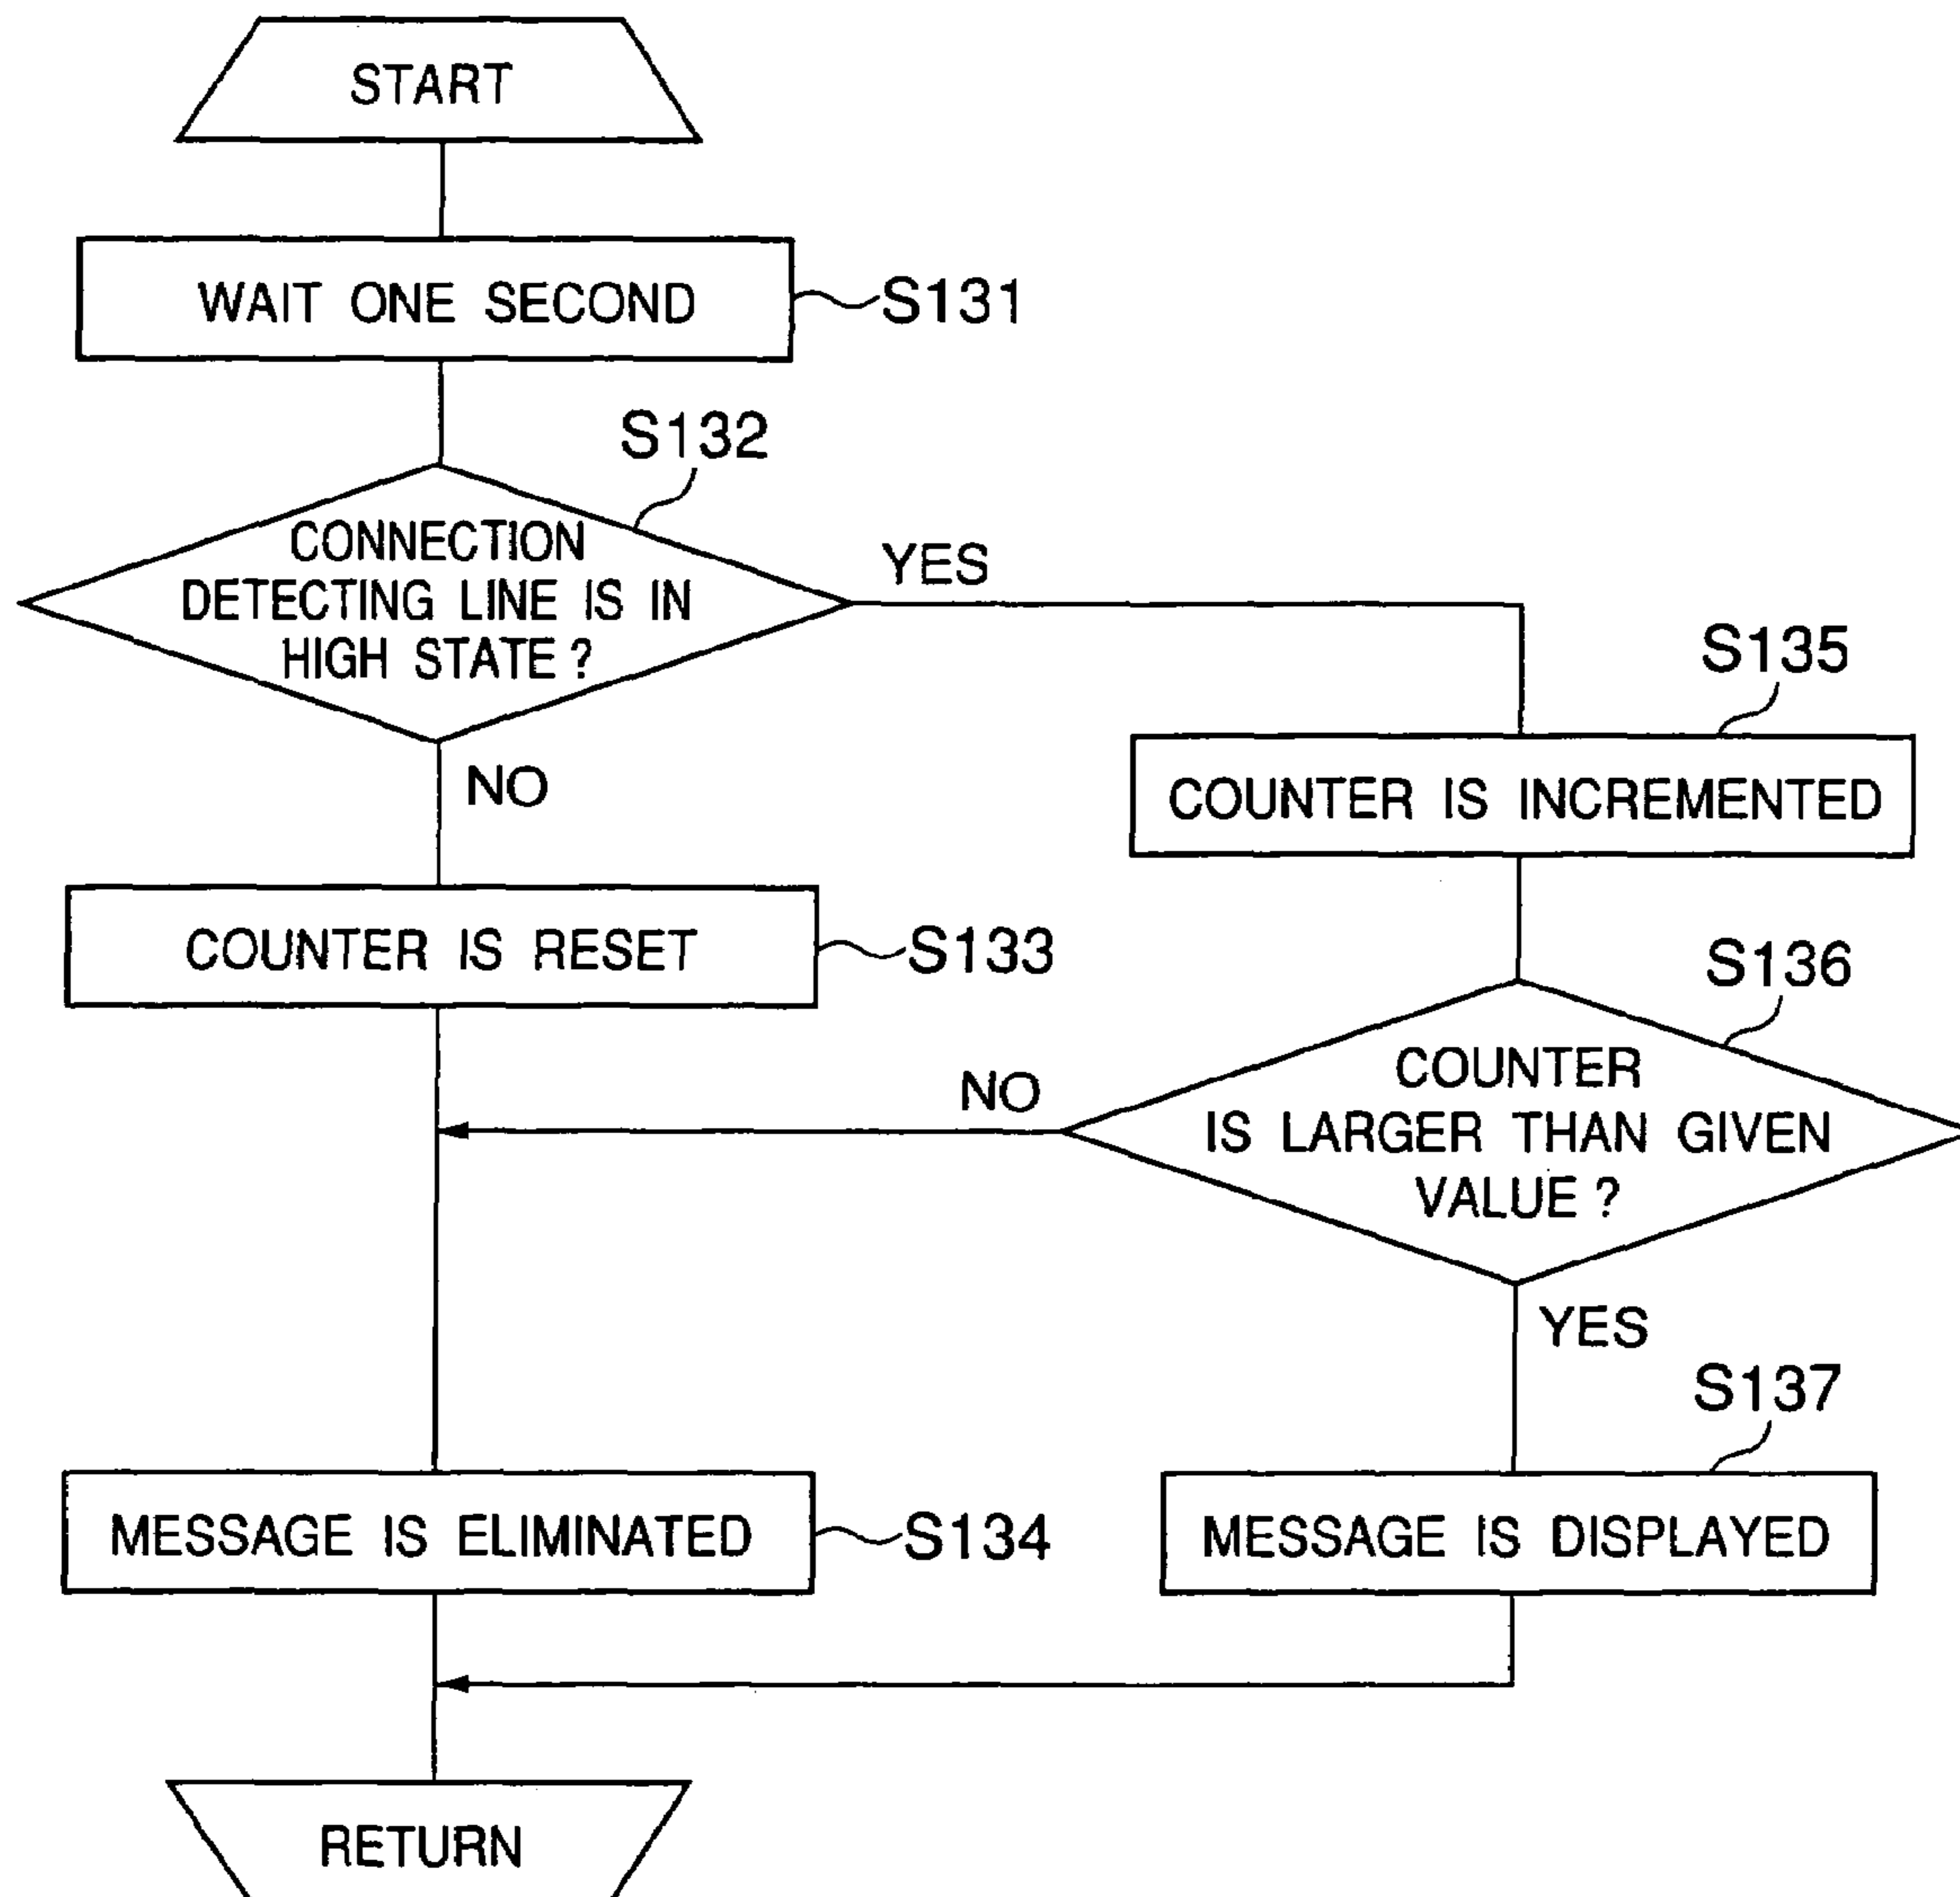 START
WAIT ONE SECOND
S131
S132
CONNECTION
DETECTING LINE IS IN
HIGH STATE ?
YES
NO
S135
COUNTER IS INCREMENTED
COUNTER IS RESET
S133
S136
COUNTER
IS LARGER THAN GIVEN
VALUE ?
NO
YES
S137
MESSAGE IS ELIMINATED
S134
MESSAGE IS DISPLAYED
RETURN